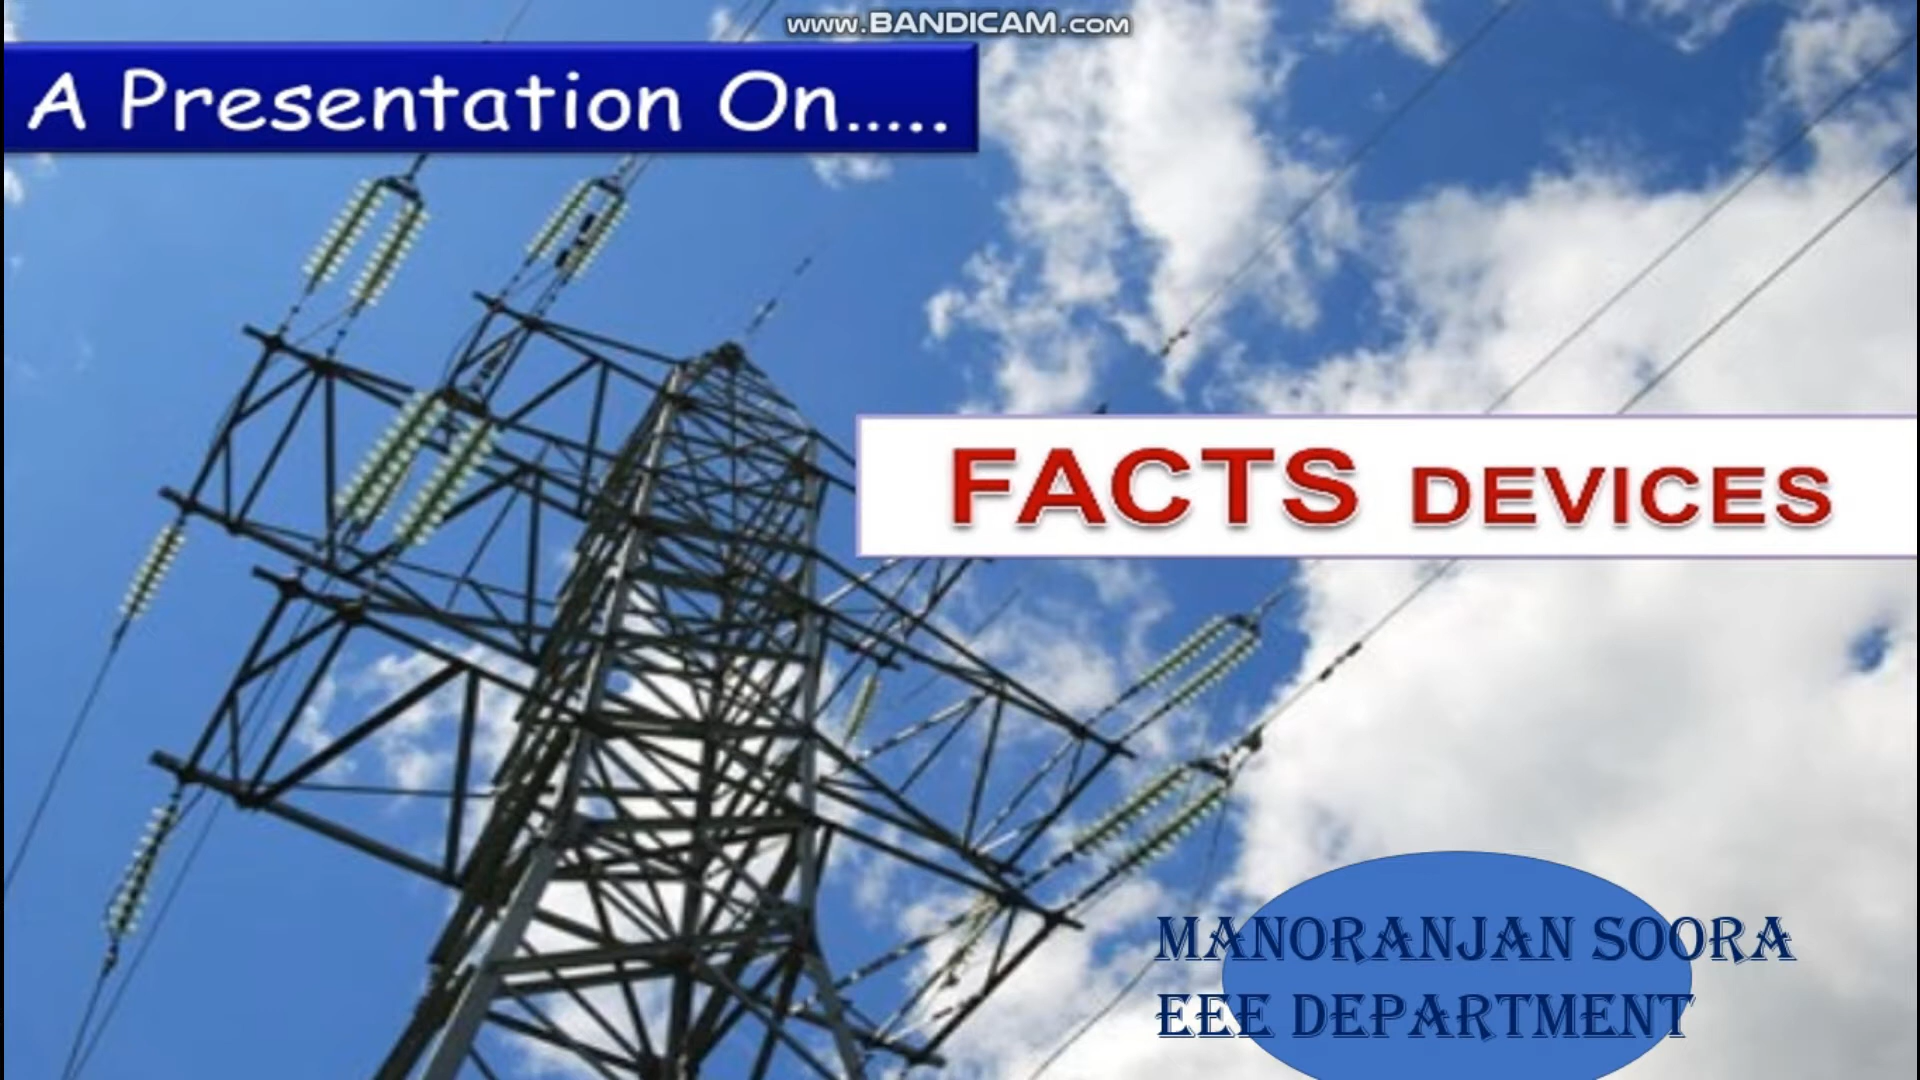 www.BANDICAM.com
A Presentation On.....
FACTS DEVICES
MANORANJAN SOORA
EEE DEPARTMENT